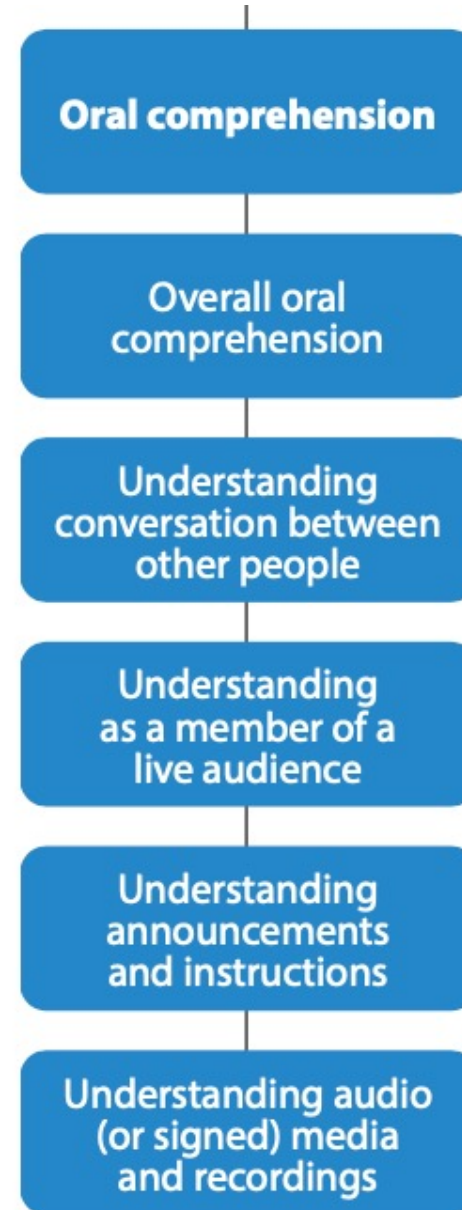 Oral comprehension
Overall oral
comprehension
Understanding
conversation between
other people
Understanding
as a member of a
live audience
Understanding
announcements
and instructions
Understanding audio
(or signed) media
and recordings